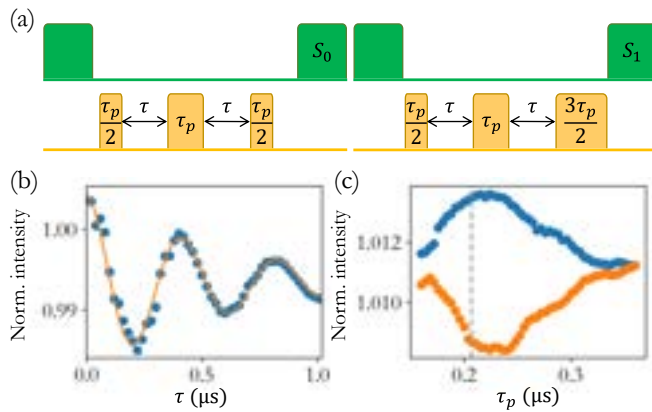 (a)
S₀ S₁
τₚ/2 τ τₚ τ τₚ/2 τₚ/2 τ τₚ τ 3τₚ/2
(b) (c)
Norm. intensity
1.00
0.99
0.0 0.5 1.0
τ (μs)
Norm. intensity
1.012
1.010
0.2 0.3
τₚ (μs)